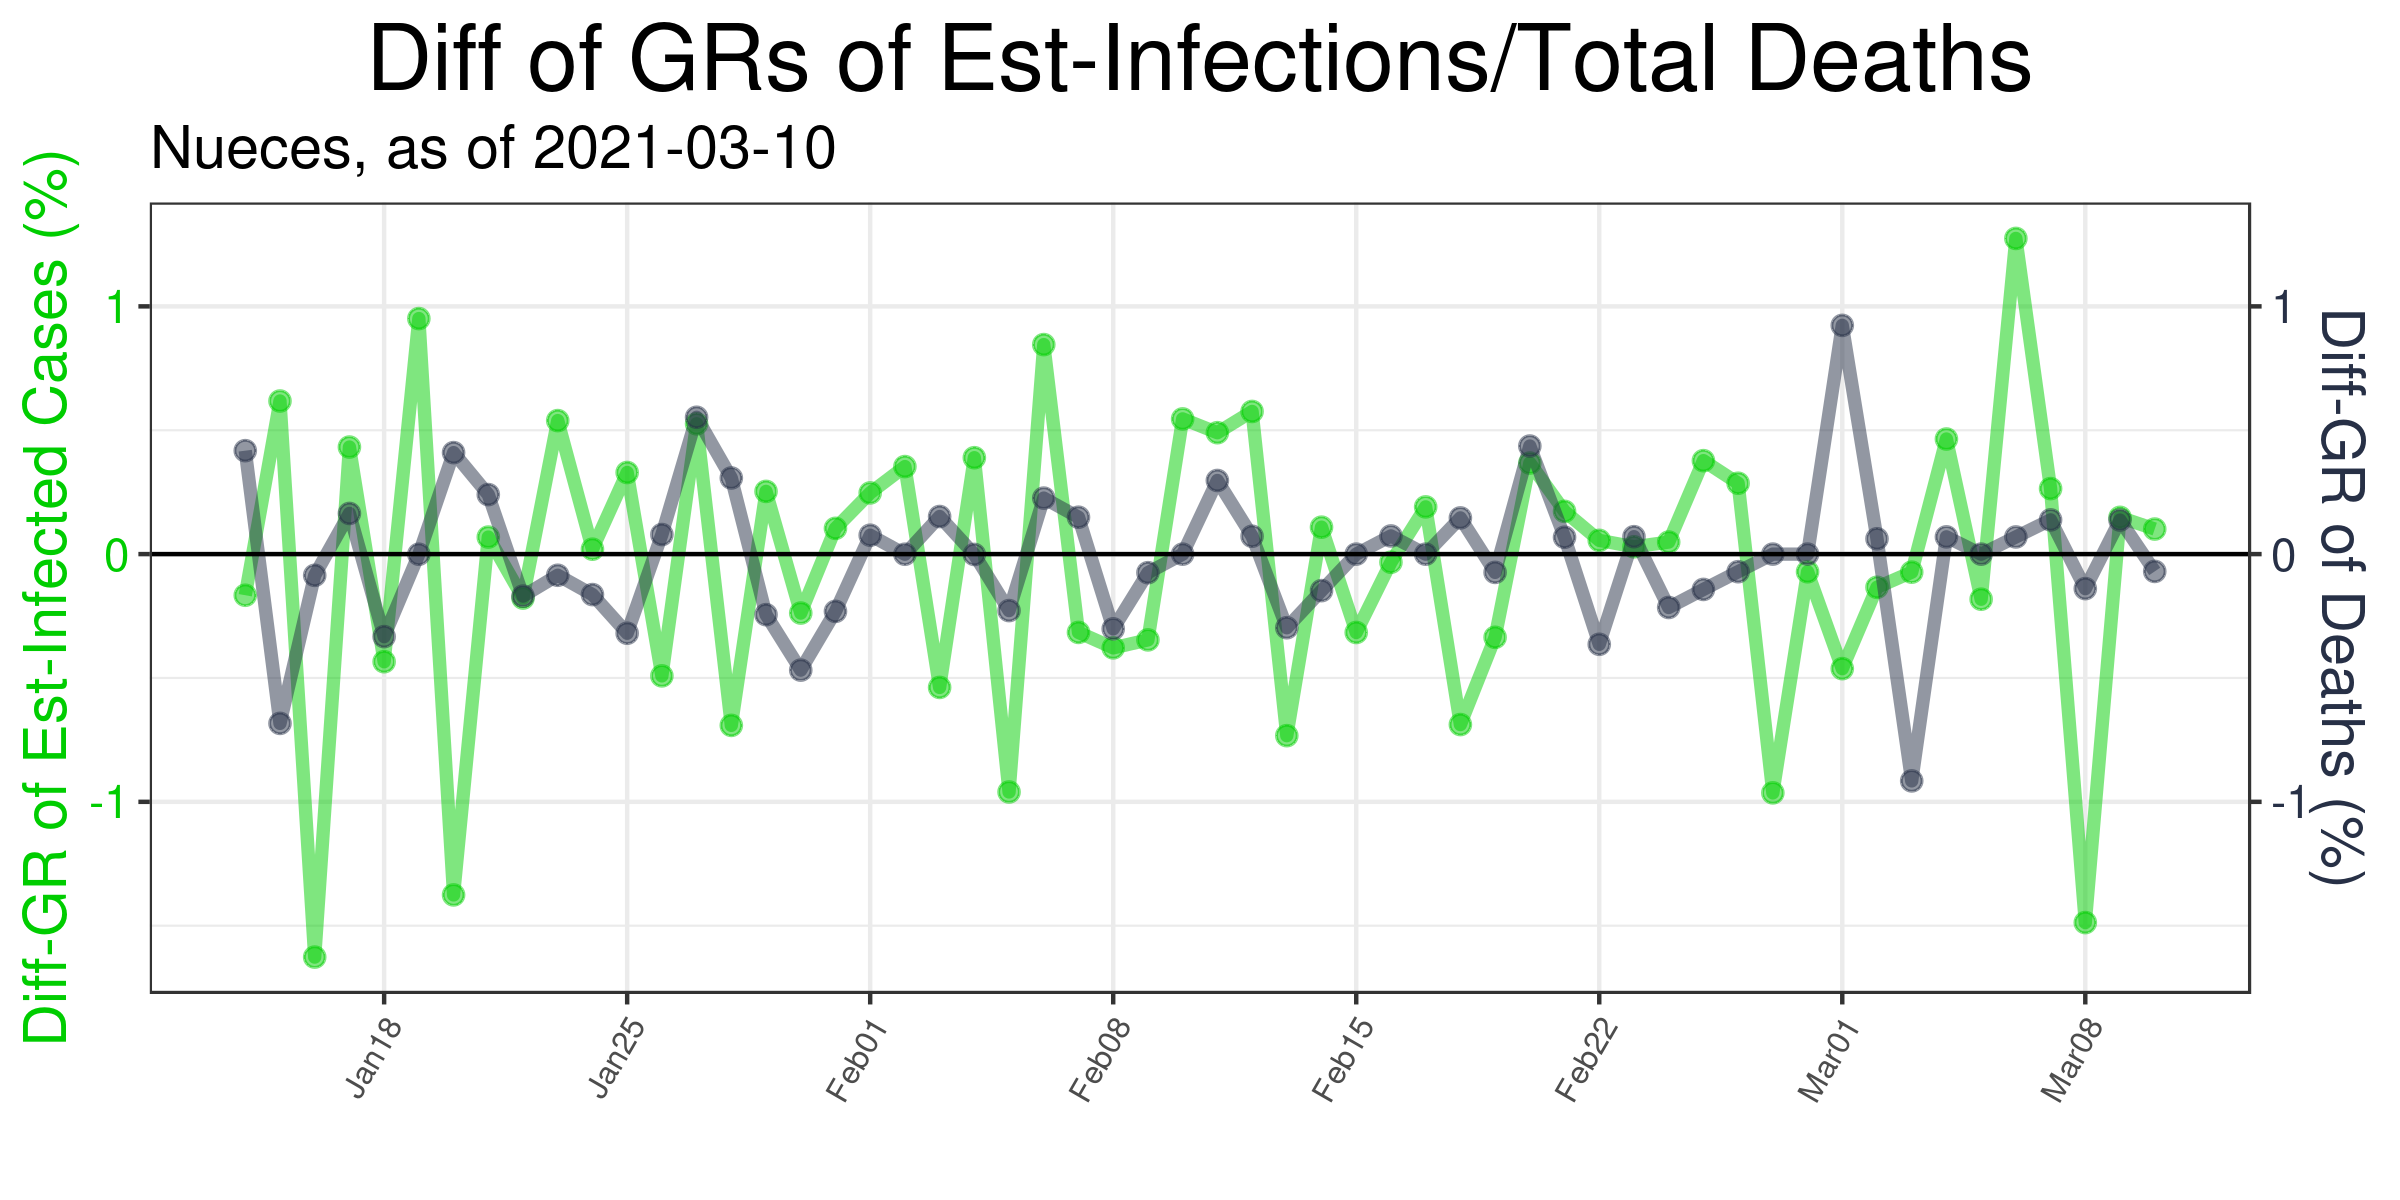 Diff of GRs of Est-Infections/Total Deaths
Nueces, as of 2021-03-10
Diff-GR of Est-Infected Cases (%)
1
0
-1
1
0
-1
Diff-GR of Deaths (%)
Jan18
Jan25
Feb01
Feb08
Feb15
Feb22
Mar01
Mar08